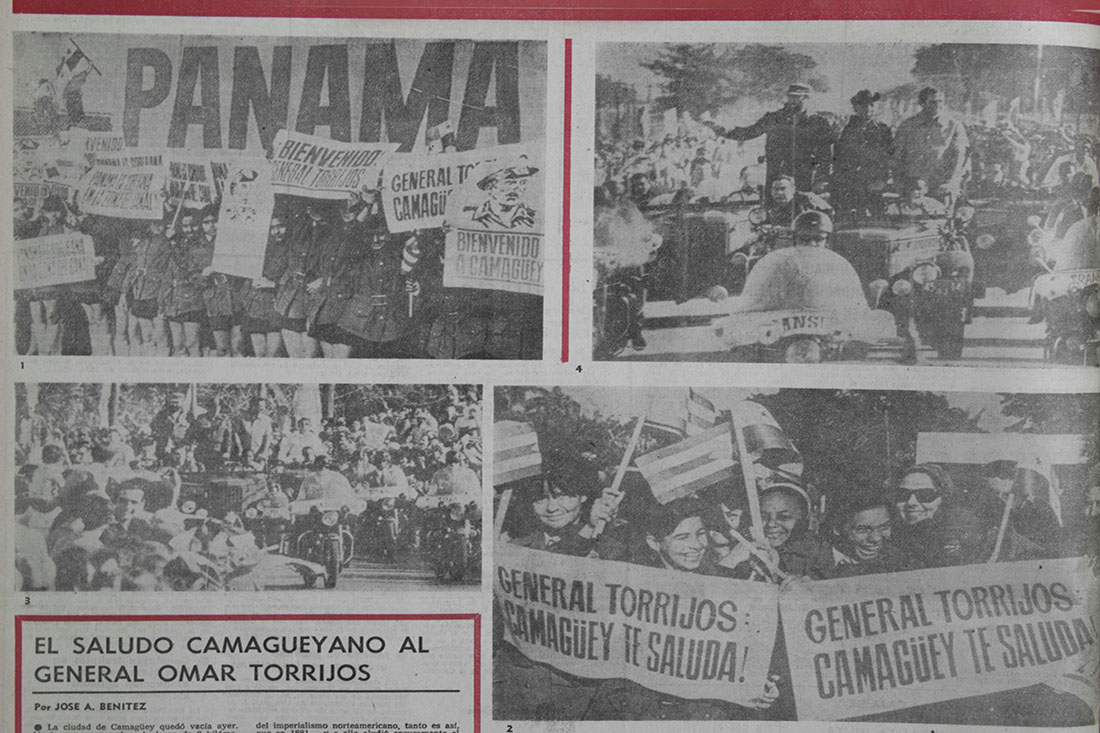 PANAMA
BIENVENIDO
GENERAL TORRIJOS
GENERAL TO
CAMAGÜ
BIENVENIDO
A CAMAGÜEY
1
4
3
GENERAL TORRIJOS:
CAMAGÜEY TE SALUDA!
GENERAL TORRIJOS:
CAMAGÜEY TE SALUDA!
2
EL SALUDO CAMAGUEYANO AL
GENERAL OMAR TORRIJOS
Por JOSE A. BENITEZ
● La ciudad de Camagüey quedó vacía ayer.
del imperialismo norteamericano, tanto es así,